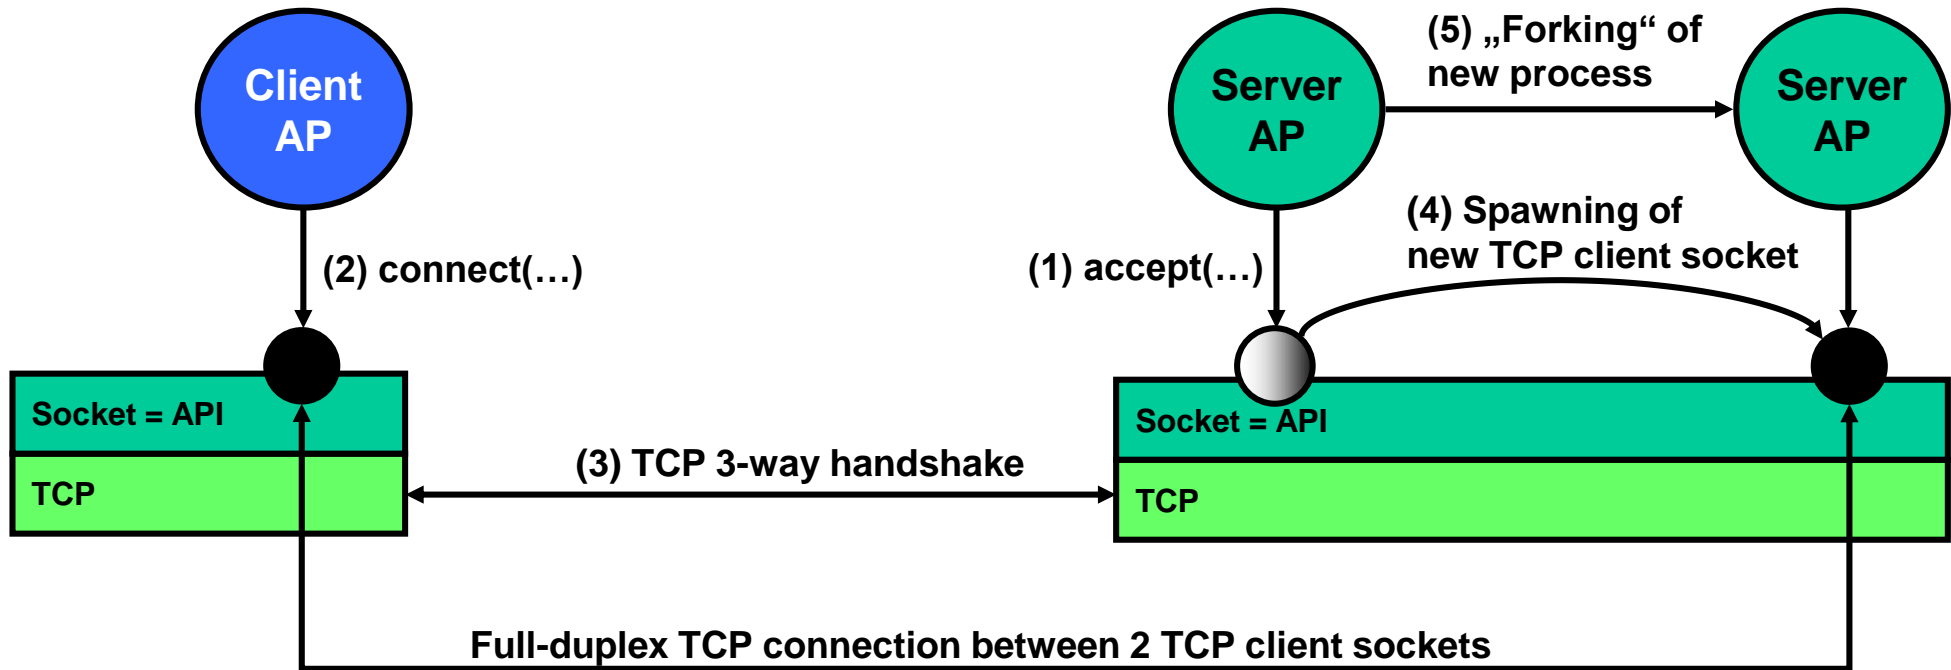 Client
AP
Server
AP
(5) „Forking“ of
new process
Server
AP
(2) connect(…)
(1) accept(…)
(4) Spawning of
new TCP client socket
Socket = API
TCP
(3) TCP 3-way handshake
Socket = API
TCP
Full-duplex TCP connection between 2 TCP client sockets